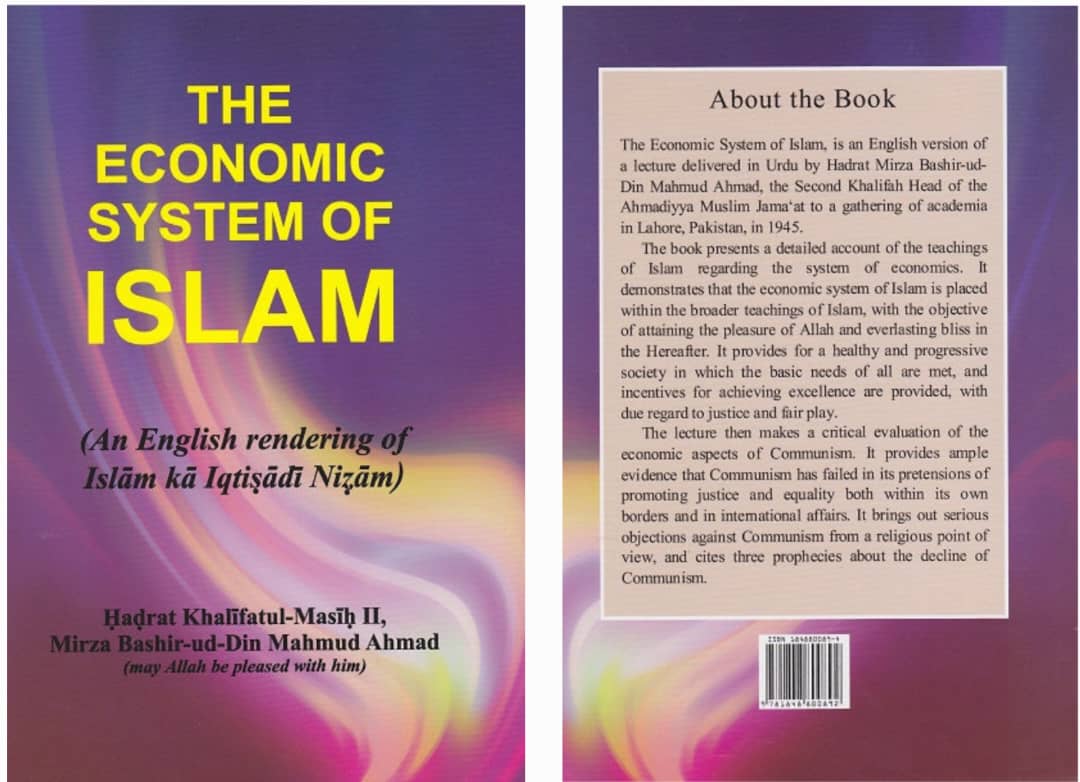 THE
ECONOMIC
SYSTEM OF
ISLAM
(An English rendering of
Islām kā Iqtiṣādī Niẓām)
Ḥaḍrat Khalīfatul-Masīḥ II,
Mirza Bashir-ud-Din Mahmud Ahmad
(may Allah be pleased with him)
About the Book
The Economic System of Islam, is an English version of
a lecture delivered in Urdu by Hadrat Mirza Bashir-ud-
Din Mahmud Ahmad, the Second Khalifah Head of the
Ahmadiyya Muslim Jama‘at to a gathering of academia
in Lahore, Pakistan, in 1945.
The book presents a detailed account of the teachings
of Islam regarding the system of economics. It
demonstrates that the economic system of Islam is placed
within the broader teachings of Islam, with the objective
of attaining the pleasure of Allah and everlasting bliss in
the Hereafter. It provides for a healthy and progressive
society in which the basic needs of all are met, and
incentives for achieving excellence are provided, with
due regard to justice and fair play.
The lecture then makes a critical evaluation of the
economic aspects of Communism. It provides ample
evidence that Communism has failed in its pretensions of
promoting justice and equality both within its own
borders and in international affairs. It brings out serious
objections against Communism from a religious point of
view, and cites three prophecies about the decline of
Communism.
ISBN